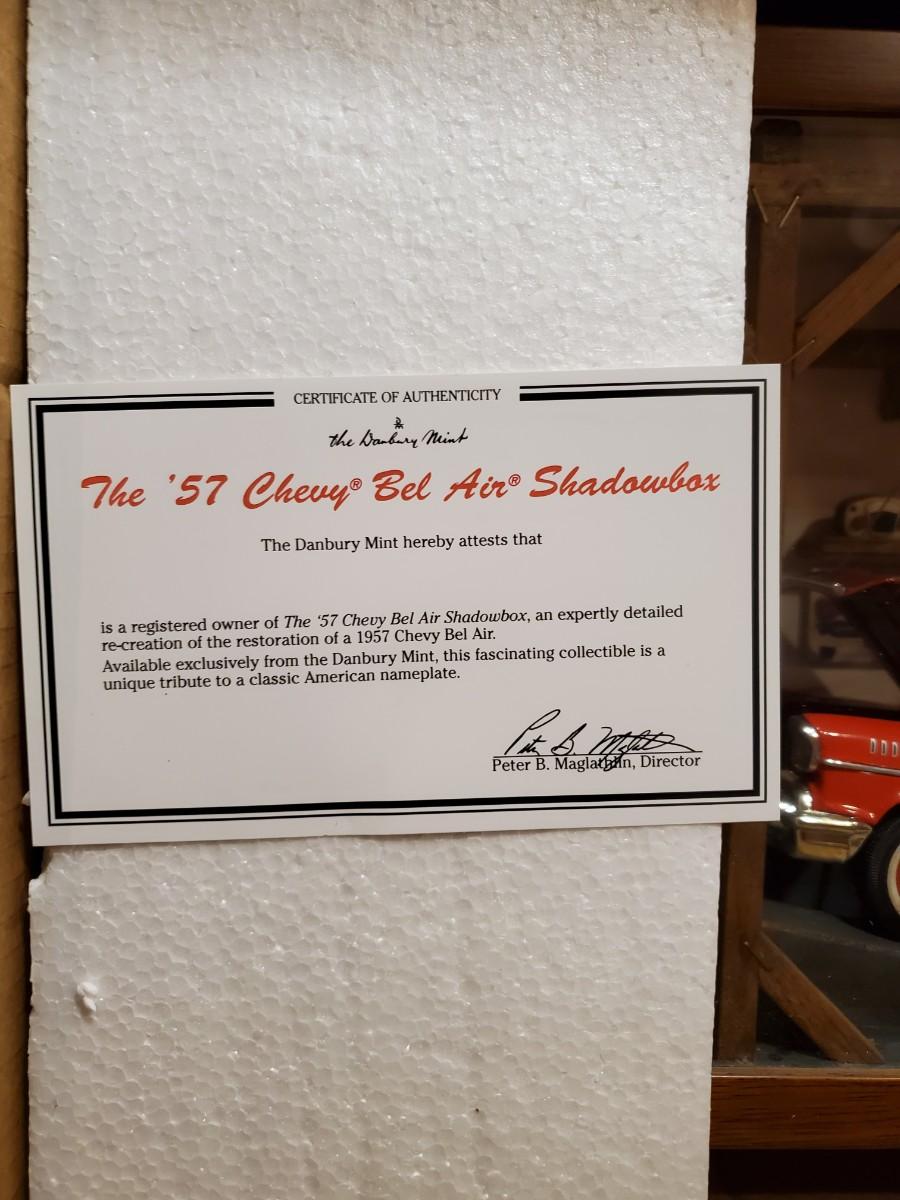 CERTIFICATE OF AUTHENTICITY
the Danbury Mint
The '57 Chevy® Bel Air® Shadowbox
The Danbury Mint hereby attests that
is a registered owner of The '57 Chevy Bel Air Shadowbox, an expertly detailed
re-creation of the restoration of a 1957 Chevy Bel Air.
Available exclusively from the Danbury Mint, this fascinating collectible is a
unique tribute to a classic American nameplate.
Peter B. Maglathlin
Peter B. Maglathlin, Director